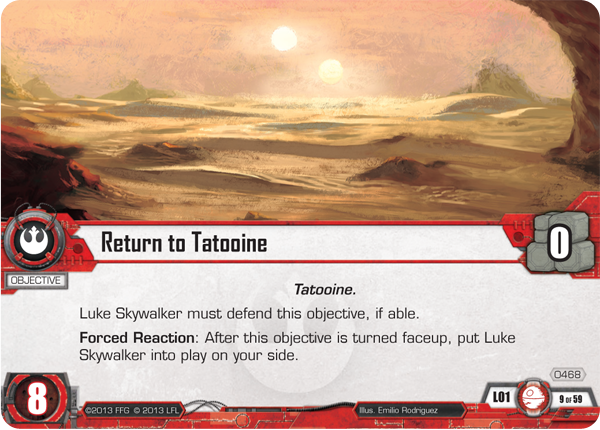 Return to Tatooine
0
OBJECTIVE
Tatooine.
Luke Skywalker must defend this objective, if able.
Forced Reaction: After this objective is turned faceup, put Luke
Skywalker into play on your side.
0468
8
©2013 FFG © 2013 LFL
Illus. Emilio Rodriguez
L01
9 of 59